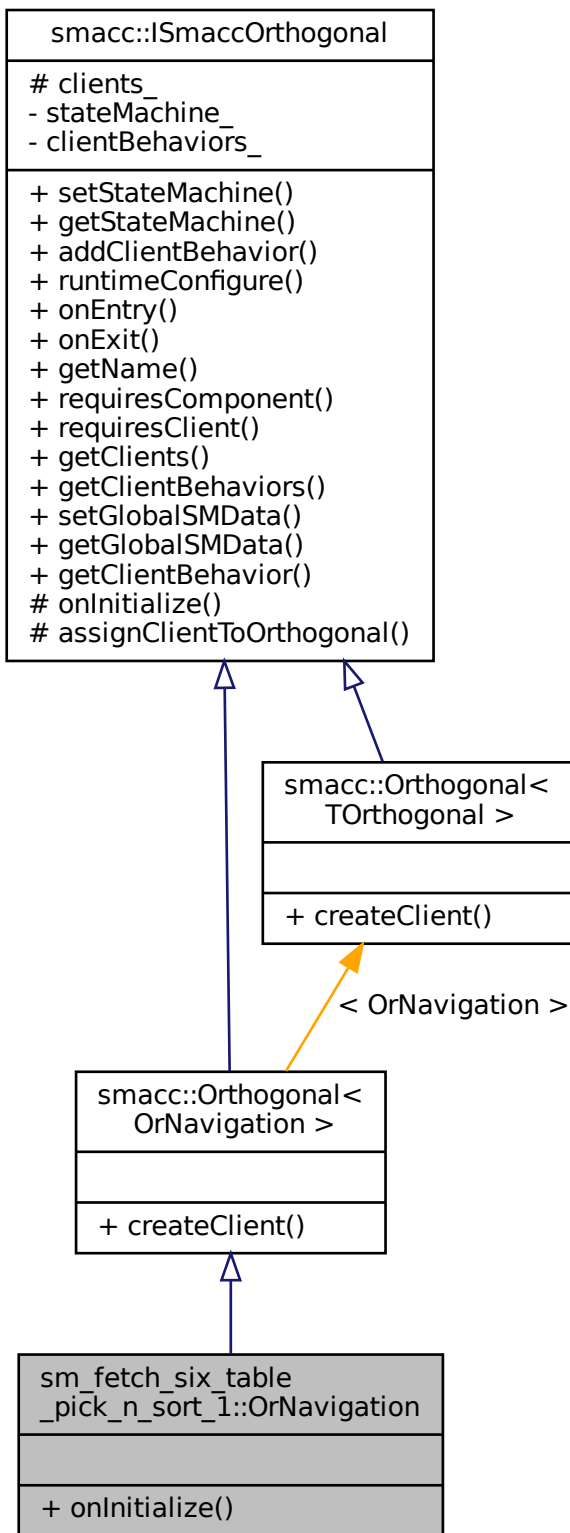 smacc::ISmaccOrthogonal
# clients_
- stateMachine_
- clientBehaviors_
+ setStateMachine()
+ getStateMachine()
+ addClientBehavior()
+ runtimeConfigure()
+ onEntry()
+ onExit()
+ getName()
+ requiresComponent()
+ requiresClient()
+ getClients()
+ getClientBehaviors()
+ setGlobalSMData()
+ getGlobalSMData()
+ getClientBehavior()
# onInitialize()
# assignClientToOrthogonal()
smacc::Orthogonal<
TOrthogonal >
+ createClient()
< OrNavigation >
smacc::Orthogonal<
OrNavigation >
+ createClient()
sm_fetch_six_table
_pick_n_sort_1::OrNavigation
+ onInitialize()